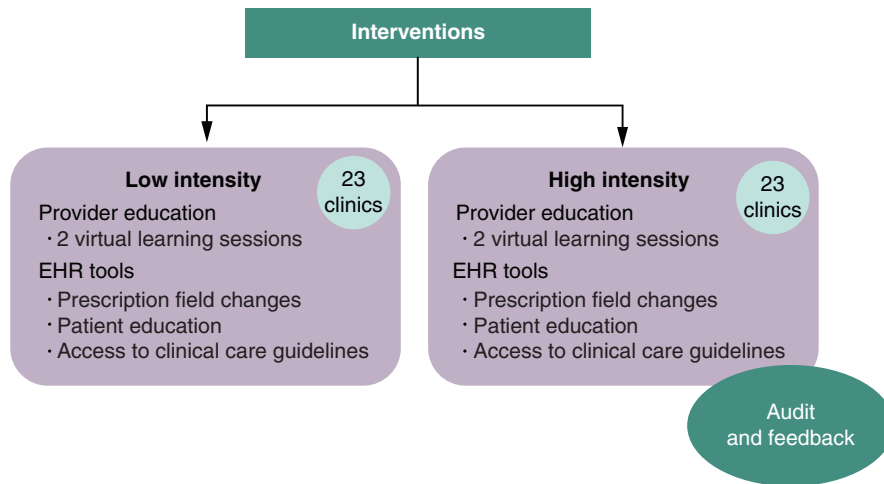 Interventions
Low intensity
23
clinics
Provider education
· 2 virtual learning sessions
EHR tools
· Prescription field changes
· Patient education
· Access to clinical care guidelines
High intensity
23
clinics
Provider education
· 2 virtual learning sessions
EHR tools
· Prescription field changes
· Patient education
· Access to clinical care guidelines
Audit
and feedback